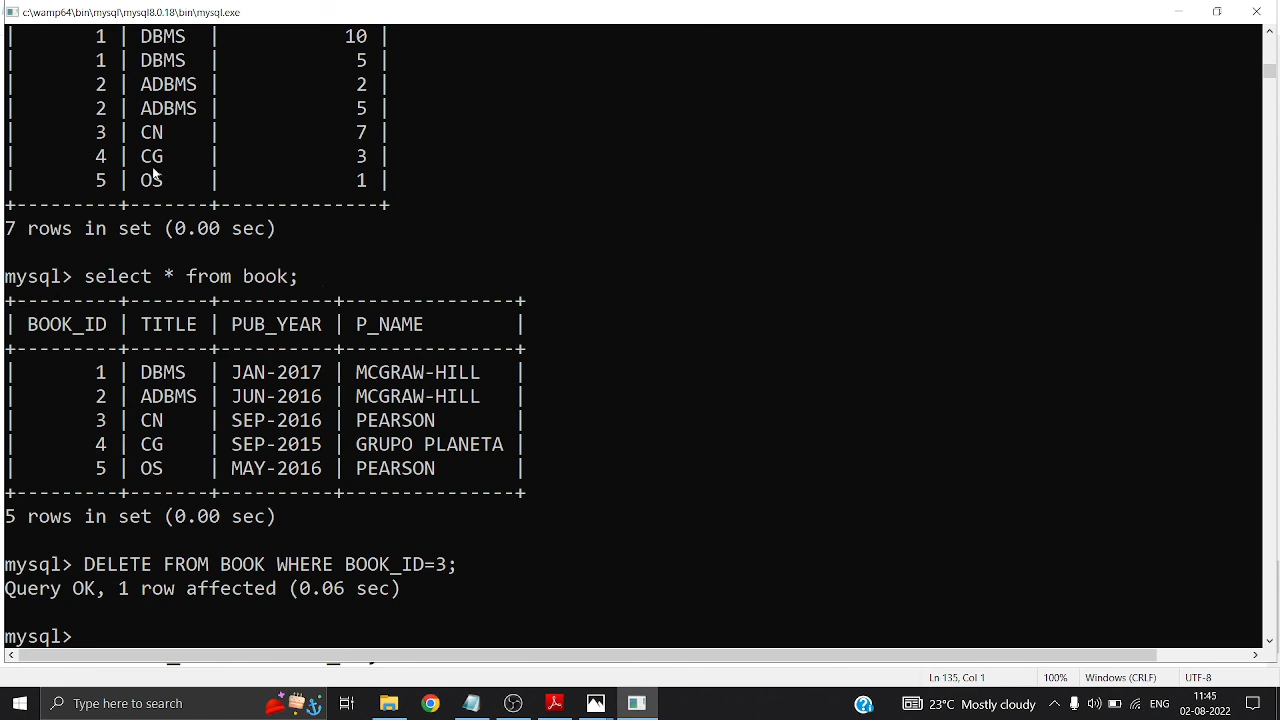 c:\wamp64\bin\mysql\mysql8.0.18\bin\mysql.exe
|         1 | DBMS   |           10 |
|         1 | DBMS   |            5 |
|         2 | ADBMS |            2 |
|         2 | ADBMS |            5 |
|         3 | CN     |            7 |
|         4 | CG     |            3 |
|         5 | OS     |            1 |
+---------+-------+--------------+
7 rows in set (0.00 sec)
mysql> select * from book;
+---------+-------+----------+---------------+
| BOOK_ID | TITLE | PUB_YEAR | P_NAME        |
+---------+-------+----------+---------------+
|       1 | DBMS  | JAN-2017 | MCGRAW-HILL   |
|       2 | ADBMS | JUN-2016 | MCGRAW-HILL   |
|       3 | CN    | SEP-2016 | PEARSON       |
|       4 | CG    | SEP-2015 | GRUPO PLANETA |
|       5 | OS    | MAY-2016 | PEARSON       |
+---------+-------+----------+---------------+
5 rows in set (0.00 sec)
mysql> DELETE FROM BOOK WHERE BOOK_ID=3;
Query OK, 1 row affected (0.06 sec)
mysql>
Ln 135, Col 1 100% Windows (CRLF) UTF-8
Type here to search 23°C Mostly cloudy ENG 11:45
02-08-2022